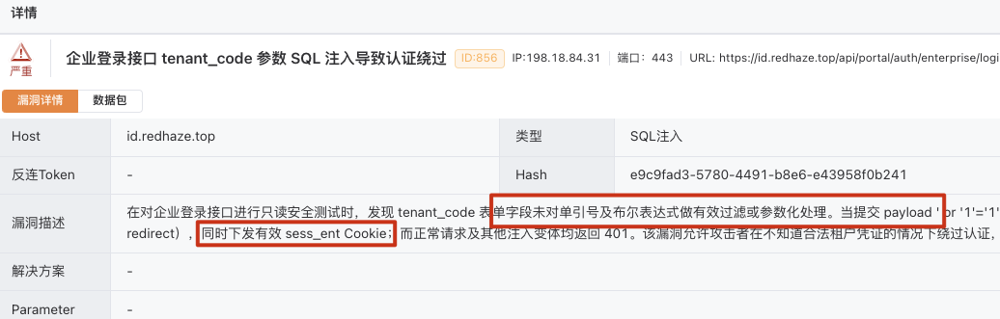 详情
严重
企业登录接口 tenant_code 参数 SQL 注入导致认证绕过 ID:856 IP:198.18.84.31 端口：443 URL: https://id.redhaze.top/api/portal/auth/enterprise/logi
漏洞详情 数据包
Host id.redhaze.top 类型 SQL注入
反连Token - Hash e9c9fad3-5780-4491-b8e6-e43958f0b241
漏洞描述 在对企业登录接口进行只读安全测试时，发现 tenant_code 表单字段未对单引号及布尔表达式做有效过滤或参数化处理。当提交 payload ' or '1'='1
redirect），同时下发有效 sess_ent Cookie；而正常请求及其他注入变体均返回 401。该漏洞允许攻击者在不知道合法租户凭证的情况下绕过认证，
解决方案 -
Parameter -